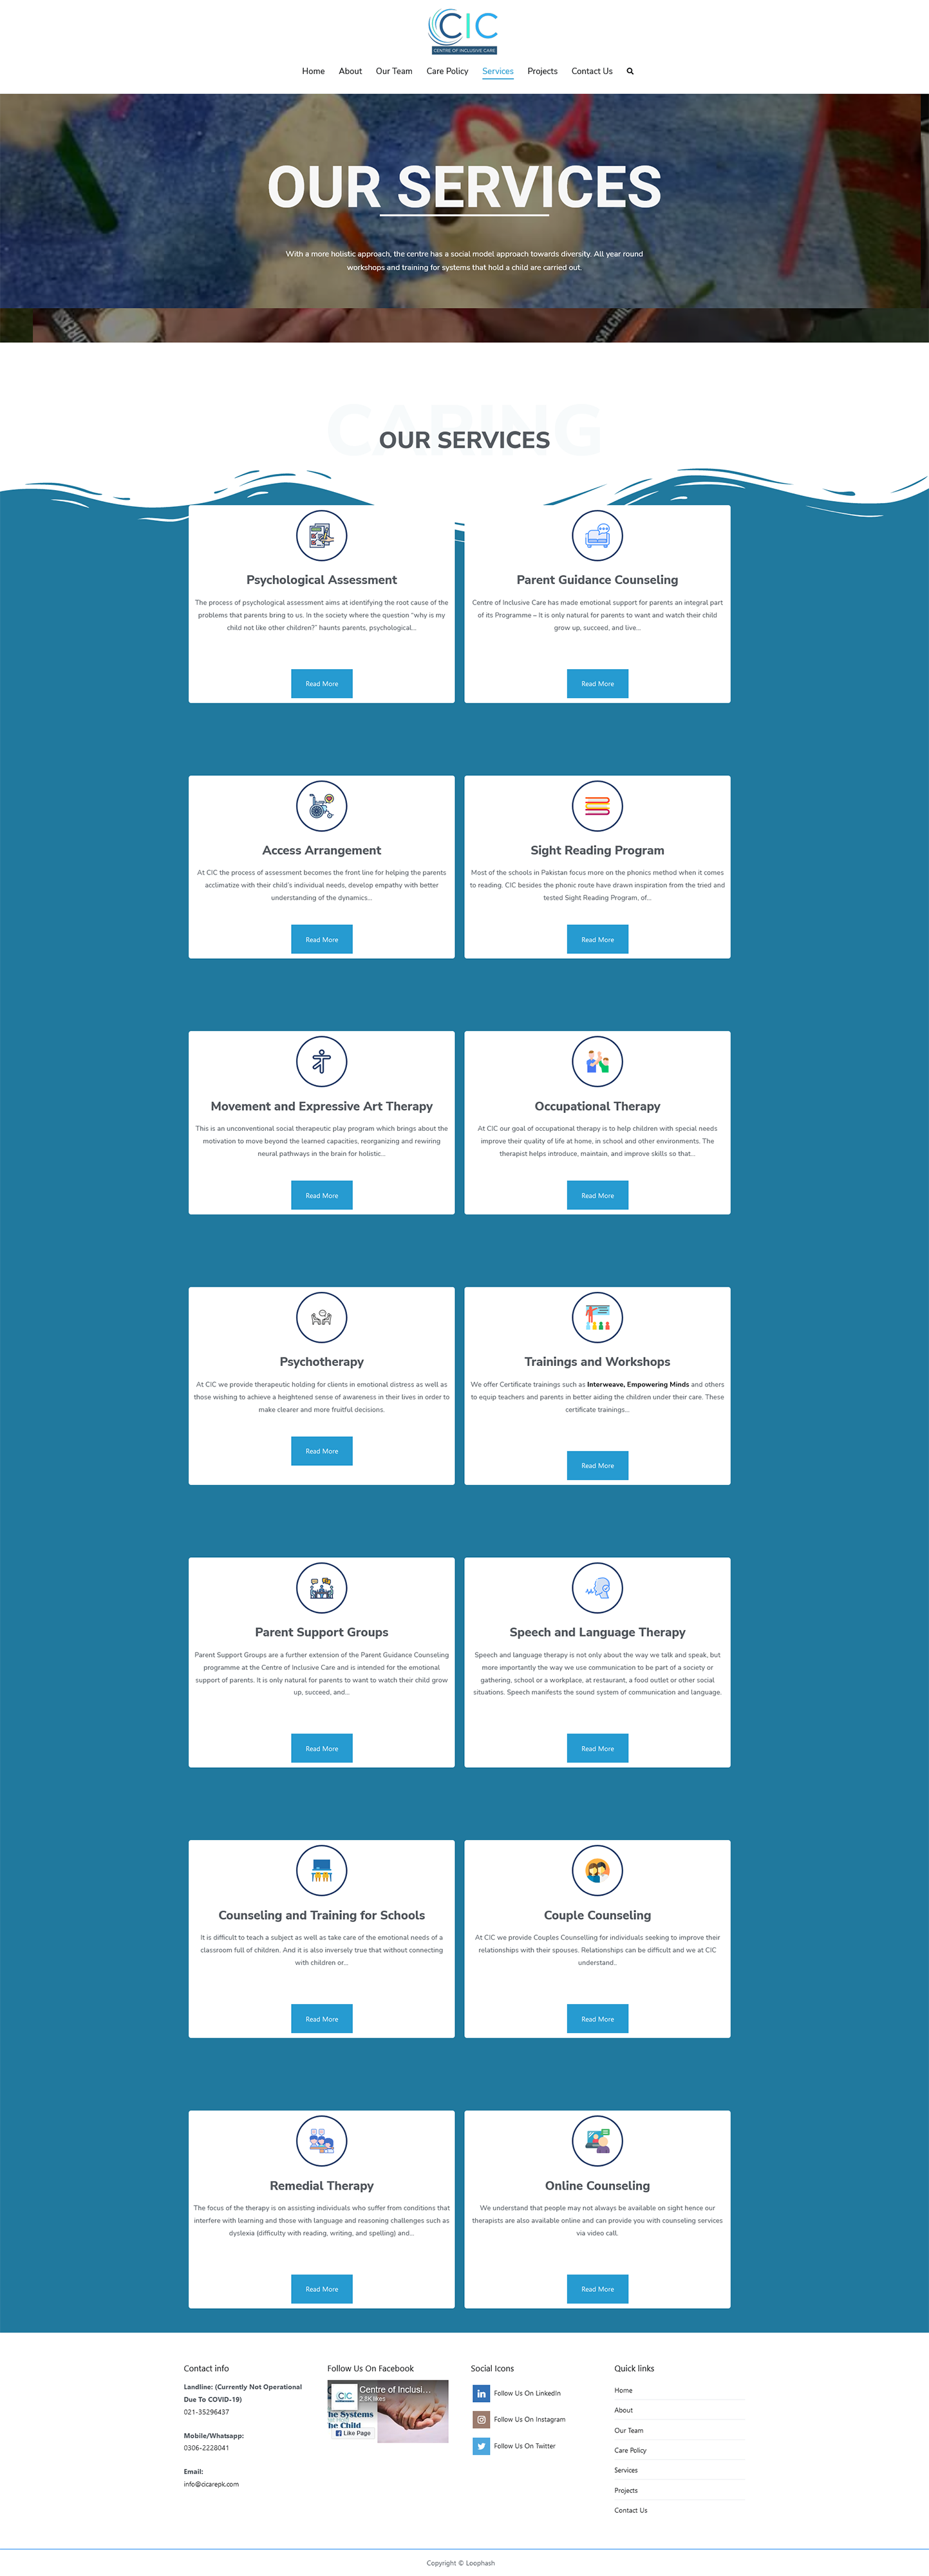 CIC
CENTRE OF INCLUSIVE CARE
Home About Our Team Care Policy Services Projects Contact Us
OUR SERVICES
With a more holistic approach, the centre has a social model approach towards diversity. All year round
workshops and training for systems that hold a child are carried out.
CARING
OUR SERVICES
Psychological Assessment
The process of psychological assessment aims at identifying the root cause of the
problems that parents bring to us. In the society where the question “why is my
child not like other children?” haunts parents, psychological...
Read More
Parent Guidance Counseling
Centre of Inclusive Care has made emotional support for parents an integral part
of its Programme – It is only natural for parents to want and watch their child
grow up, succeed, and live...
Read More
Access Arrangement
At CIC the process of assessment becomes the front line for helping the parents
acclimatize with their child’s individual needs, develop empathy with better
understanding of the dynamics...
Read More
Sight Reading Program
Most of the schools in Pakistan focus more on the phonics method when it comes
to reading. CIC besides the phonic route have drawn inspiration from the tried and
tested Sight Reading Program, of...
Read More
Movement and Expressive Art Therapy
This is an unconventional social therapeutic play program which brings about the
motivation to move beyond the learned capacities, reorganizing and rewiring
neural pathways in the brain for holistic...
Read More
Occupational Therapy
At CIC our goal of occupational therapy is to help children with special needs
improve their quality of life at home, in school and other environments. The
therapist helps introduce, maintain, and improve skills so that...
Read More
Psychotherapy
At CIC we provide therapeutic holding for clients in emotional distress as well as
those wishing to achieve a heightened sense of awareness in their lives in order to
make clearer and more fruitful decisions.
Read More
Trainings and Workshops
We offer Certificate trainings such as Interweave, Empowering Minds and others
to equip teachers and parents in better aiding the children under their care. These
certificate trainings...
Read More
Parent Support Groups
Parent Support Groups are a further extension of the Parent Guidance Counseling
programme at the Centre of Inclusive Care and is intended for the emotional
support of parents. It is only natural for parents to want to watch their child grow
up, succeed, and...
Read More
Speech and Language Therapy
Speech and language therapy is not only about the way we talk and speak, but
more importantly the way we use communication to be part of a society or
gathering, school or a workplace, at restaurant, a food outlet or other social
situations. Speech manifests the sound system of communication and language.
Read More
Counseling and Training for Schools
It is difficult to teach a subject as well as take care of the emotional needs of a
classroom full of children. And it is also inversely true that without connecting
with children or...
Read More
Couple Counseling
At CIC we provide Couples Counselling for individuals seeking to improve their
relationships with their spouses. Relationships can be difficult and we at CIC
understand..
Read More
Remedial Therapy
The focus of the therapy is on assisting individuals who suffer from conditions that
interfere with learning and those with language and reasoning challenges such as
dyslexia (difficulty with reading, writing, and spelling) and...
Read More
Online Counseling
We understand that people may not always be available on sight hence our
therapists are also available online and can provide you with counseling services
via video call.
Read More
Contact info
Landline: (Currently Not Operational
Due To COVID-19)
021-35296437
Mobile/Whatsapp:
0306-2228041
Email:
info@cicarepk.com
Follow Us On Facebook
CIC
Centre of Inclusi...
2.8K likes
he Systems
he Child
Like Page
Social Icons
Follow Us On LinkedIn
Follow Us On Instagram
Follow Us On Twitter
Quick links
Home
About
Our Team
Care Policy
Services
Projects
Contact Us
Copyright © Loophash